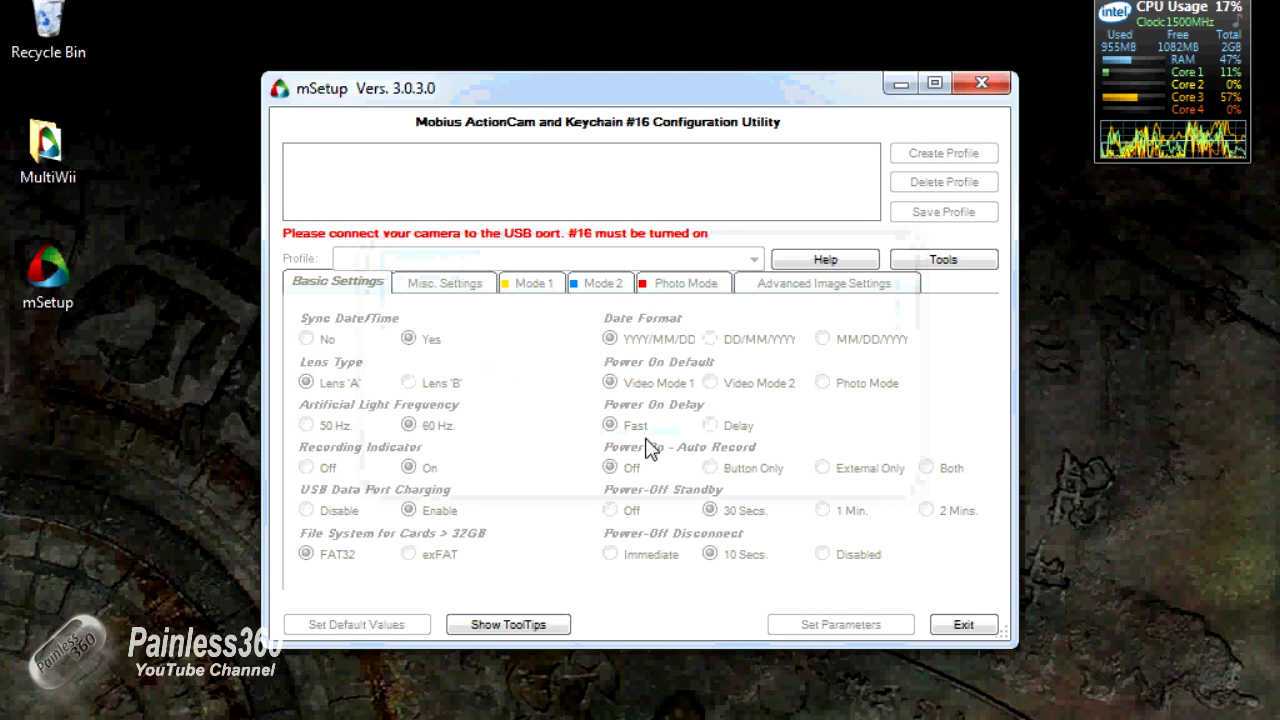 Recycle Bin
MultiWii
mSetup
intel
CPU Usage 17%
Clock:1500MHz
Used Free Total
955MB 1082MB 2GB
RAM 47%
Core 1 11%
Core 2 0%
Core 3 57%
Core 4 0%
mSetup Vers. 3.0.3.0
Mobius ActionCam and Keychain #16 Configuration Utility
Create Profile
Delete Profile
Save Profile
Please connect your camera to the USB port. #16 must be turned on
Profile:
Help
Tools
Basic Settings
Misc. Settings
Mode 1
Mode 2
Photo Mode
Advanced Image Settings
Sync Date/Time
No Yes
Lens Type
Lens 'A' Lens 'B'
Artificial Light Frequency
50 Hz. 60 Hz.
Recording Indicator
Off On
USB Data Port Charging
Disable Enable
File System for Cards > 32GB
FAT32 exFAT
Date Format
YYYY/MM/DD DD/MM/YYYY MM/DD/YYYY
Power On Default
Video Mode 1 Video Mode 2 Photo Mode
Power On Delay
Fast Delay
Power On - Auto Record
Off Button Only External Only Both
Power-Off Standby
Off 30 Secs. 1 Min. 2 Mins.
Power-Off Disconnect
Immediate 10 Secs. Disabled
Set Default Values
Show ToolTips
Set Parameters
Exit
Painless360
Painless360
YouTube Channel